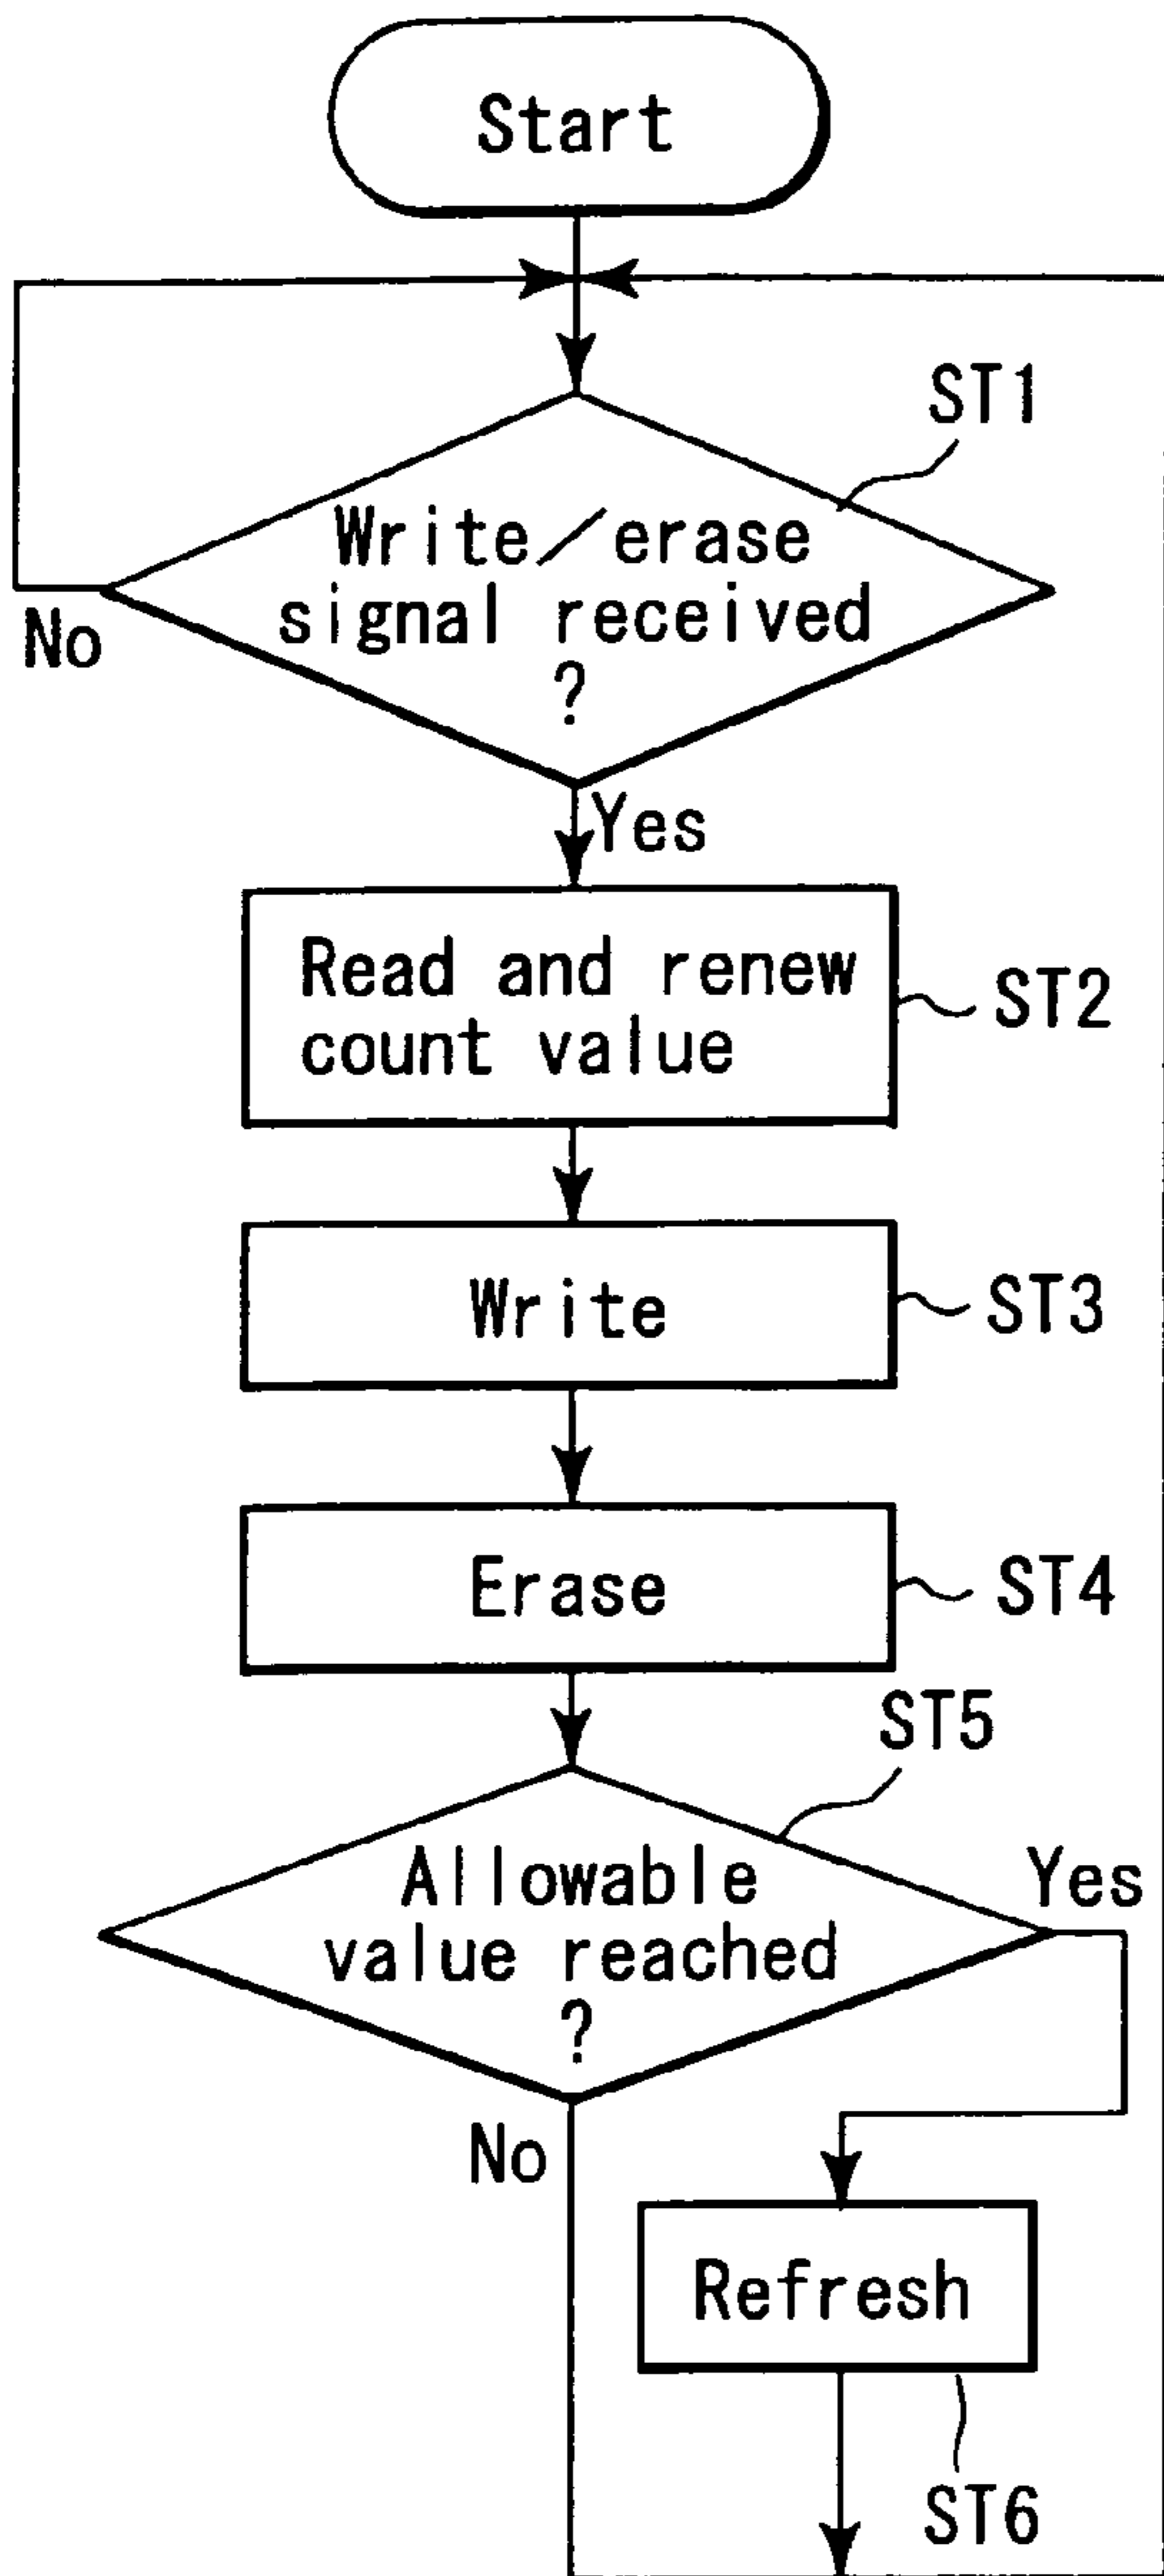 Start
ST1
Write/erase
signal received
?
No
Yes
Read and renew
count value
ST2
Write
ST3
Erase
ST4
ST5
Allowable
value reached
?
Yes
No
Refresh
ST6